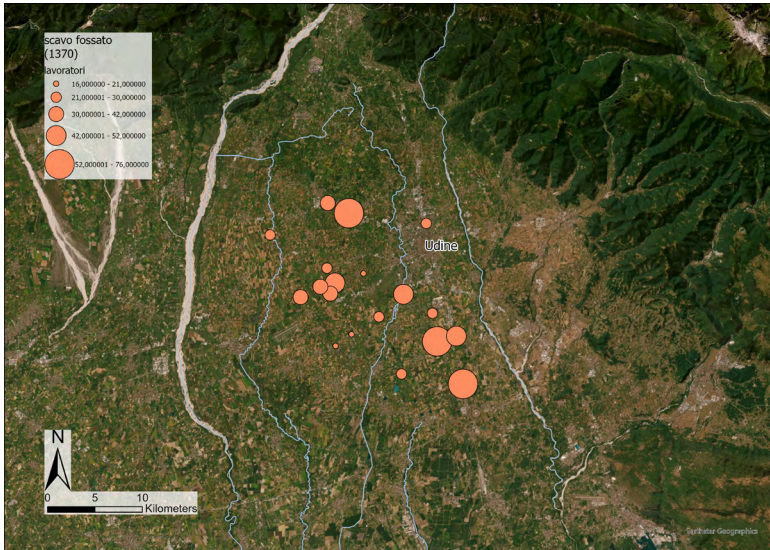 scavo fossato
(1370)
lavoratori
16,000000 - 21,000000
21,000001 - 30,000000
30,000001 - 42,000000
42,000001 - 52,000000
52,000001 - 76,000000
Udine
N
0 5 10
Kilometers
Earthstar Geographics